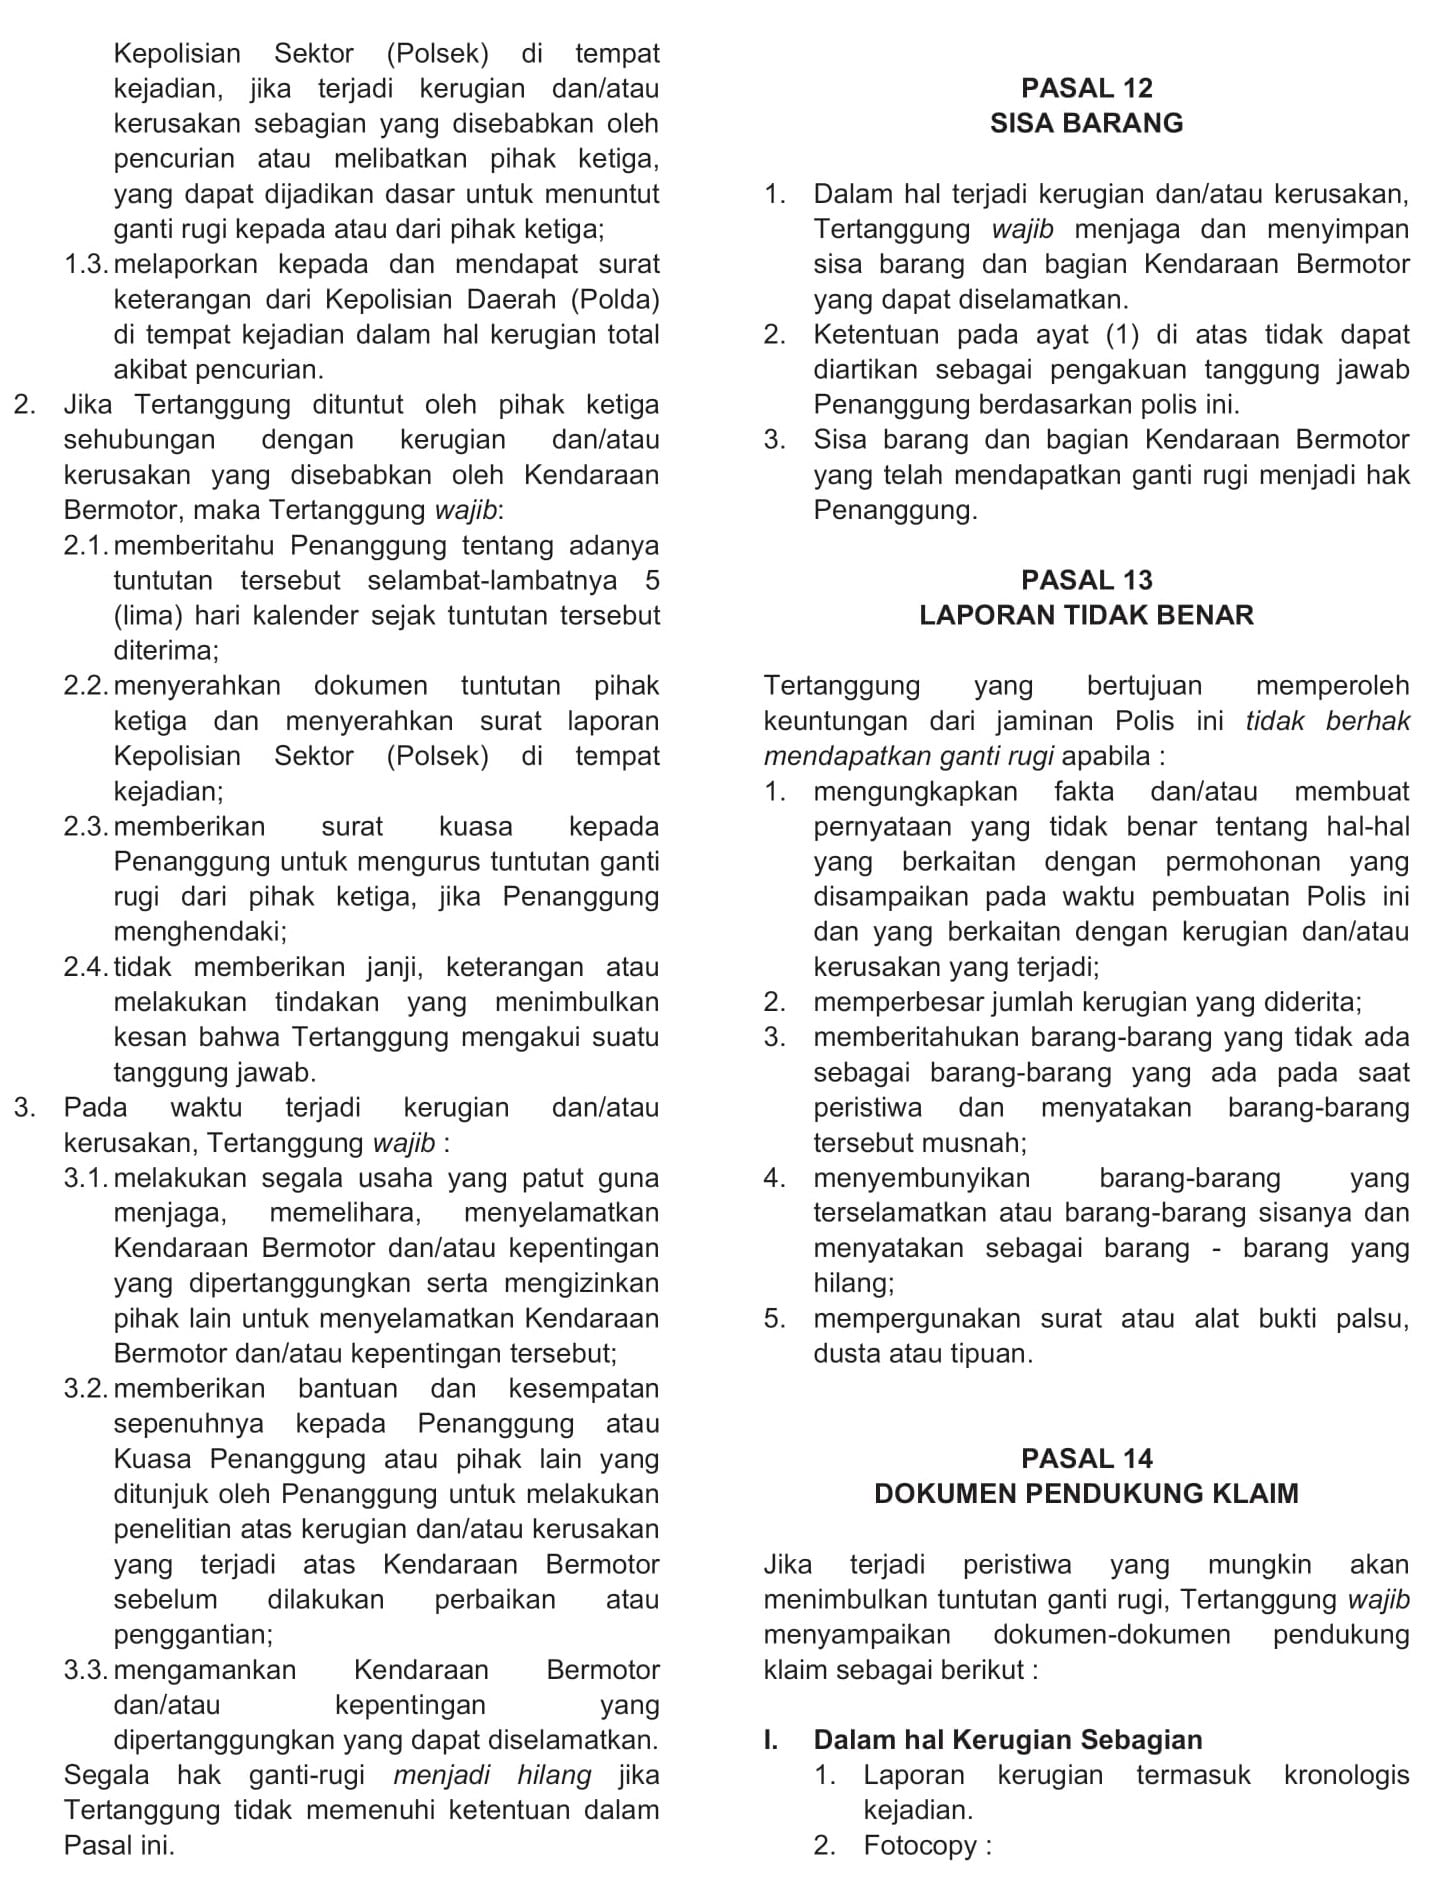 Kepolisian Sektor (Polsek) di tempat
kejadian, jika terjadi kerugian dan/atau
kerusakan sebagian yang disebabkan oleh
pencurian atau melibatkan pihak ketiga,
yang dapat dijadikan dasar untuk menuntut
ganti rugi kepada atau dari pihak ketiga;
1.3. melaporkan kepada dan mendapat surat
keterangan dari Kepolisian Daerah (Polda)
di tempat kejadian dalam hal kerugian total
akibat pencurian.
2. Jika Tertanggung dituntut oleh pihak ketiga
sehubungan dengan kerugian dan/atau
kerusakan yang disebabkan oleh Kendaraan
Bermotor, maka Tertanggung wajib:
2.1. memberitahu Penanggung tentang adanya
tuntutan tersebut selambat-lambatnya 5
(lima) hari kalender sejak tuntutan tersebut
diterima;
2.2. menyerahkan dokumen tuntutan pihak
ketiga dan menyerahkan surat laporan
Kepolisian Sektor (Polsek) di tempat
kejadian;
2.3. memberikan surat kuasa kepada
Penanggung untuk mengurus tuntutan ganti
rugi dari pihak ketiga, jika Penanggung
menghendaki;
2.4. tidak memberikan janji, keterangan atau
melakukan tindakan yang menimbulkan
kesan bahwa Tertanggung mengakui suatu
tanggung jawab.
3. Pada waktu terjadi kerugian dan/atau
kerusakan, Tertanggung wajib :
3.1. melakukan segala usaha yang patut guna
menjaga, memelihara, menyelamatkan
Kendaraan Bermotor dan/atau kepentingan
yang dipertanggungkan serta mengizinkan
pihak lain untuk menyelamatkan Kendaraan
Bermotor dan/atau kepentingan tersebut;
3.2. memberikan bantuan dan kesempatan
sepenuhnya kepada Penanggung atau
Kuasa Penanggung atau pihak lain yang
ditunjuk oleh Penanggung untuk melakukan
penelitian atas kerugian dan/atau kerusakan
yang terjadi atas Kendaraan Bermotor
sebelum dilakukan perbaikan atau
penggantian;
3.3. mengamankan Kendaraan Bermotor
dan/atau kepentingan yang
dipertanggungkan yang dapat diselamatkan.
Segala hak ganti-rugi menjadi hilang jika
Tertanggung tidak memenuhi ketentuan dalam
Pasal ini.
PASAL 12
SISA BARANG
1. Dalam hal terjadi kerugian dan/atau kerusakan,
Tertanggung wajib menjaga dan menyimpan
sisa barang dan bagian Kendaraan Bermotor
yang dapat diselamatkan.
2. Ketentuan pada ayat (1) di atas tidak dapat
diartikan sebagai pengakuan tanggung jawab
Penanggung berdasarkan polis ini.
3. Sisa barang dan bagian Kendaraan Bermotor
yang telah mendapatkan ganti rugi menjadi hak
Penanggung.
PASAL 13
LAPORAN TIDAK BENAR
Tertanggung yang bertujuan memperoleh
keuntungan dari jaminan Polis ini tidak berhak
mendapatkan ganti rugi apabila :
1. mengungkapkan fakta dan/atau membuat
pernyataan yang tidak benar tentang hal-hal
yang berkaitan dengan permohonan yang
disampaikan pada waktu pembuatan Polis ini
dan yang berkaitan dengan kerugian dan/atau
kerusakan yang terjadi;
2. memperbesar jumlah kerugian yang diderita;
3. memberitahukan barang-barang yang tidak ada
sebagai barang-barang yang ada pada saat
peristiwa dan menyatakan barang-barang
tersebut musnah;
4. menyembunyikan barang-barang yang
terselamatkan atau barang-barang sisanya dan
menyatakan sebagai barang - barang yang
hilang;
5. mempergunakan surat atau alat bukti palsu,
dusta atau tipuan.
PASAL 14
DOKUMEN PENDUKUNG KLAIM
Jika terjadi peristiwa yang mungkin akan
menimbulkan tuntutan ganti rugi, Tertanggung wajib
menyampaikan dokumen-dokumen pendukung
klaim sebagai berikut :
I. Dalam hal Kerugian Sebagian
1. Laporan kerugian termasuk kronologis
kejadian.
2. Fotocopy :